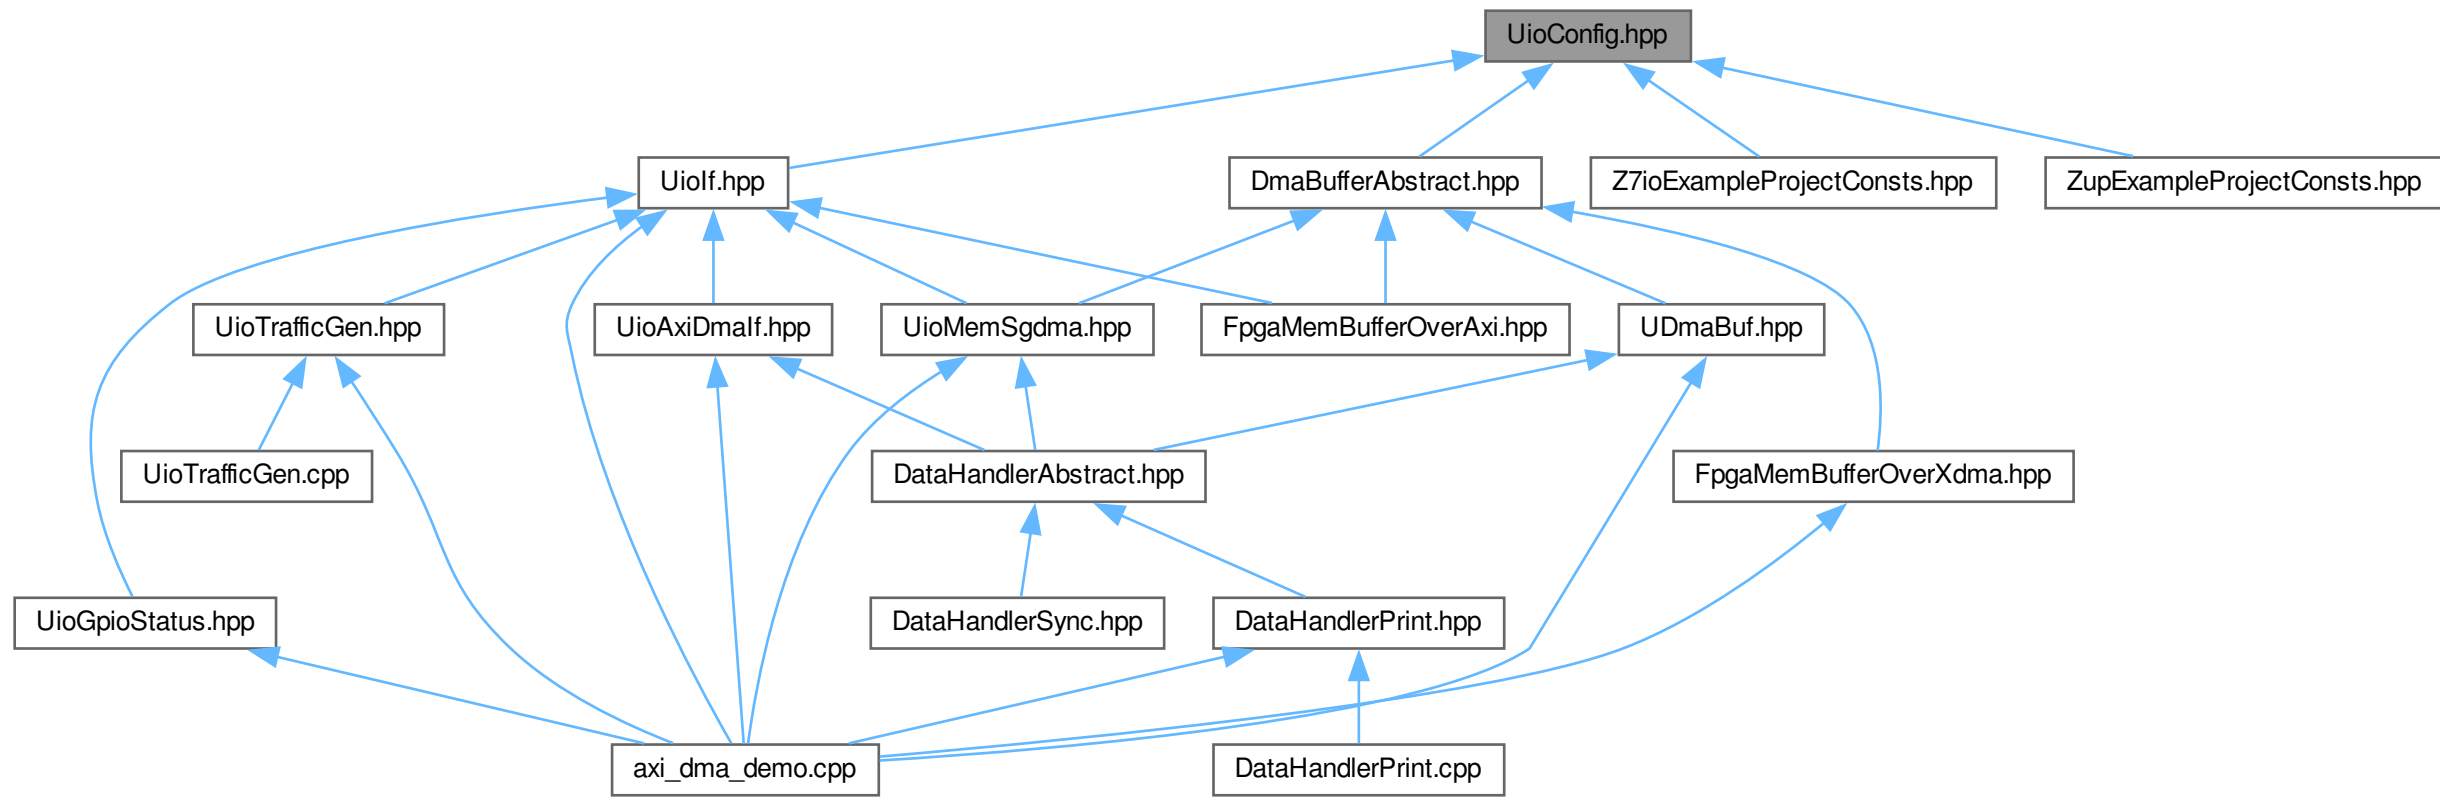 UioConfig.hpp
UioIf.hpp
DmaBufferAbstract.hpp
Z7ioExampleProjectConsts.hpp
ZupExampleProjectConsts.hpp
UioTrafficGen.hpp
UioAxiDmaIf.hpp
UioMemSgdma.hpp
FpgaMemBufferOverAxi.hpp
UDmaBuf.hpp
UioTrafficGen.cpp
DataHandlerAbstract.hpp
FpgaMemBufferOverXdma.hpp
UioGpioStatus.hpp
DataHandlerSync.hpp
DataHandlerPrint.hpp
axi_dma_demo.cpp
DataHandlerPrint.cpp